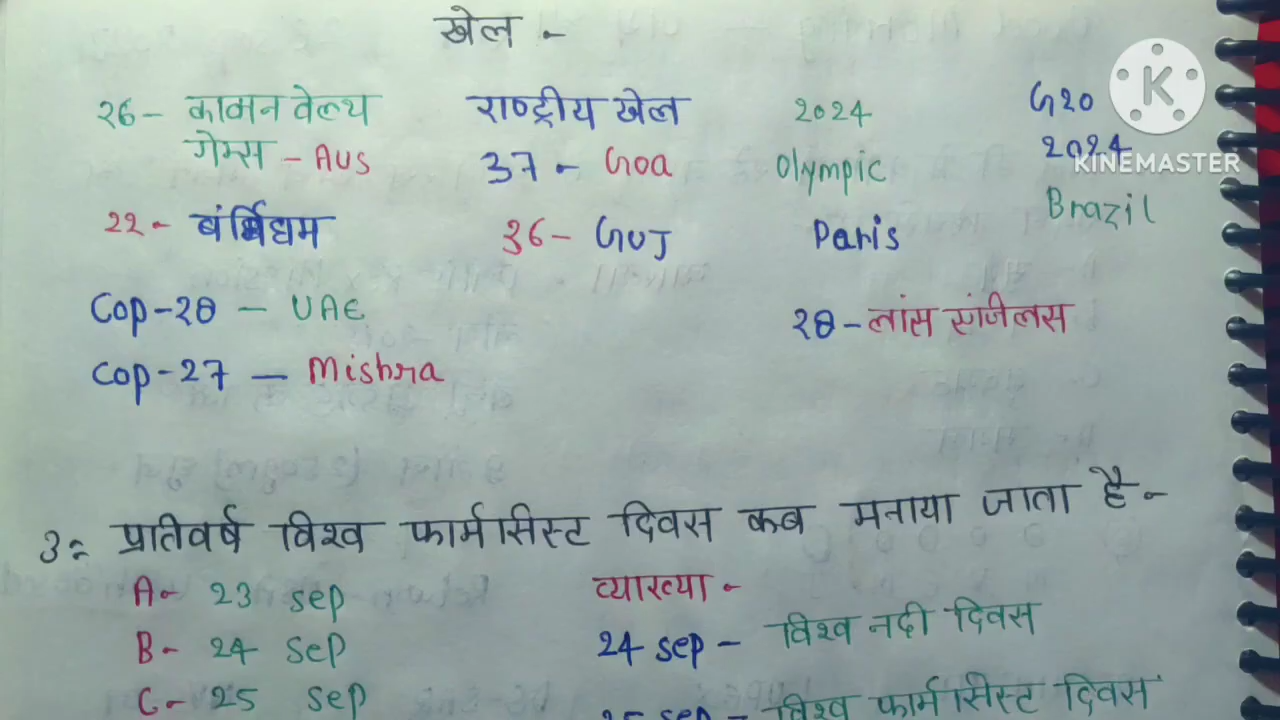 खेल -
26- कामन वेल्थ
गेम्स - AUS
22- बंर्मिघम
राष्ट्रीय खेल
37 - Goa
36- GUJ
2024
Olympic
Paris
28 - लांस एंजिलस
G20
2024
Brazil
K
KINEMASTER
Cop-28 - UAE
Cop-27 - Mishra
3:- प्रतिवर्ष विश्व फार्मासिस्ट दिवस कब मनाया जाता है -
A- 23 sep
B- 24 sep
C- 25 sep
व्याख्या -
24 sep - विश्व नदी दिवस
25 sep - विश्व फार्मासिस्ट दिवस